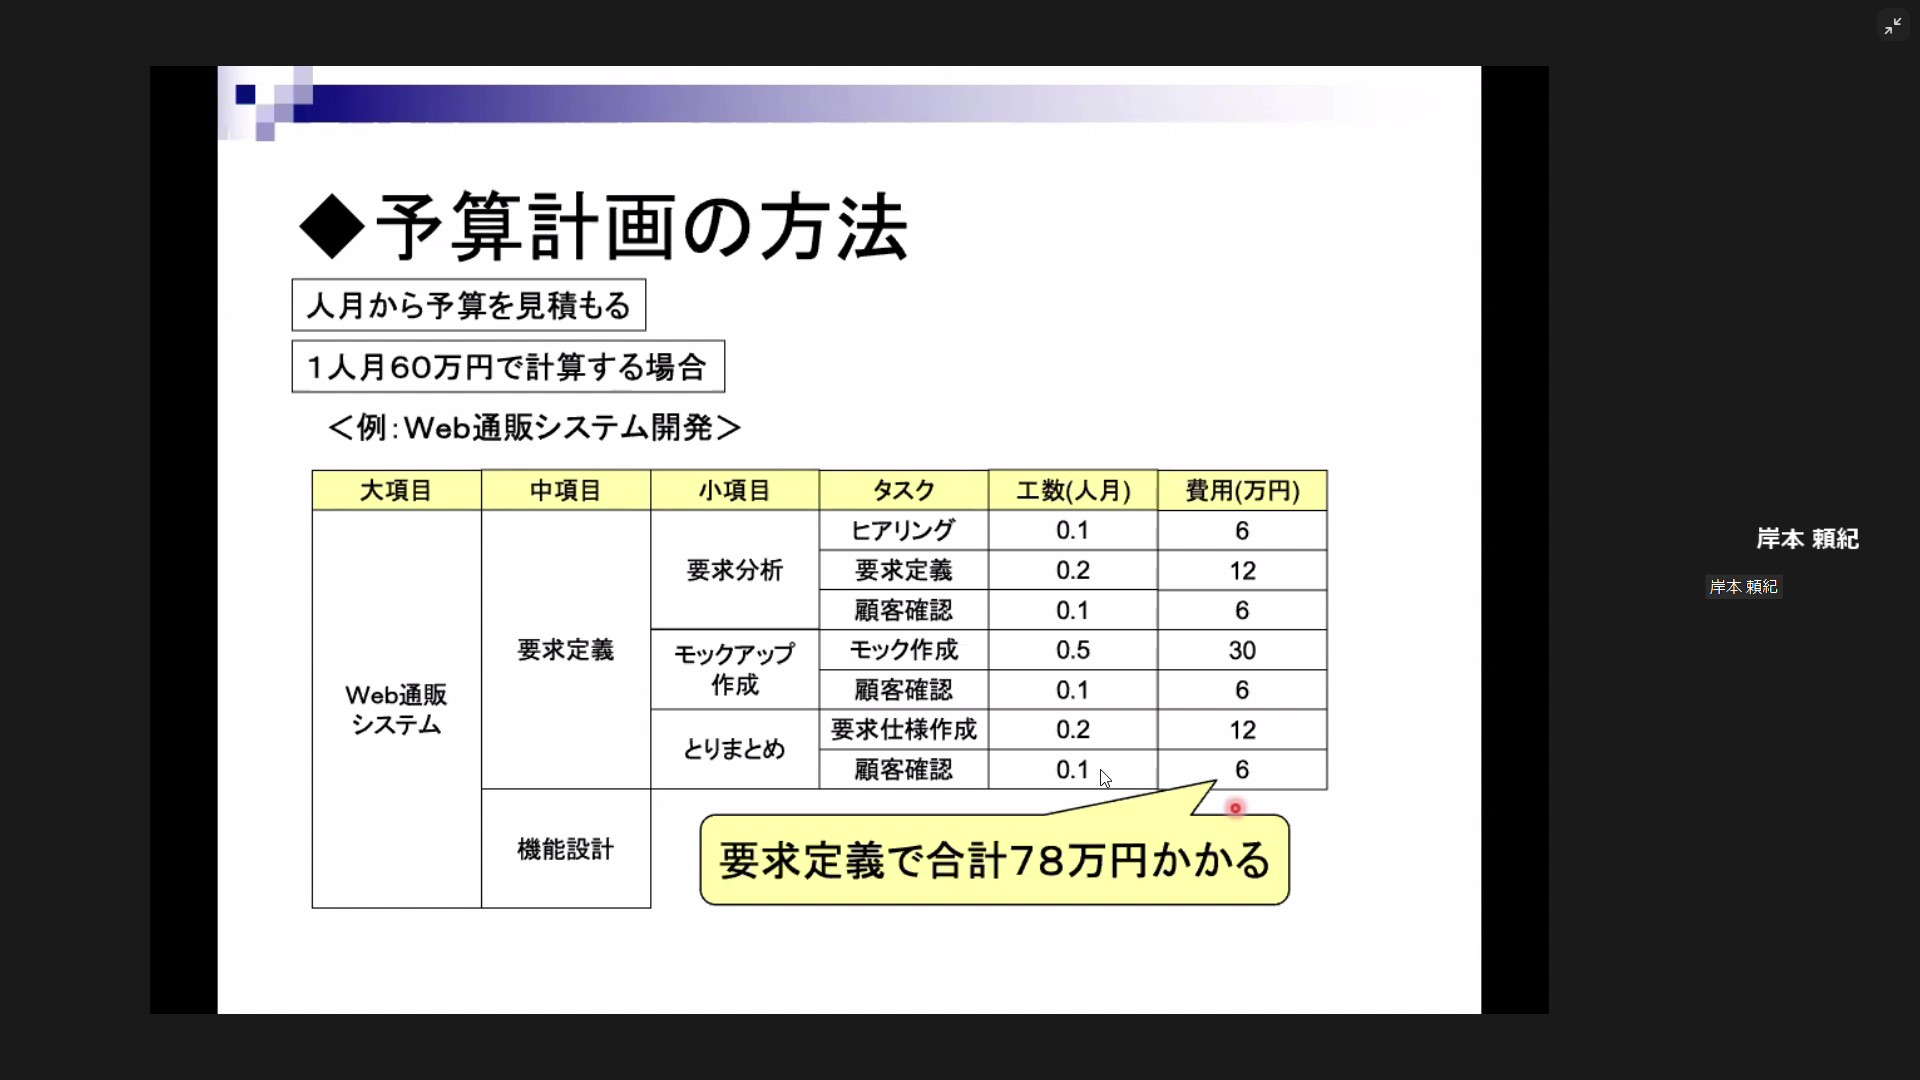 ◆予算計画の方法
人月から予算を見積もる
１人月６０万円で計算する場合
＜例：Web通販システム開発＞
大項目 中項目 小項目 タスク 工数(人月) 費用(万円)
Web通販
システム
要求定義
要求分析
ヒアリング 0.1 6
要求定義 0.2 12
顧客確認 0.1 6
モックアップ
作成
モック作成 0.5 30
顧客確認 0.1 6
とりまとめ
要求仕様作成 0.2 12
顧客確認 0.1 6
機能設計
要求定義で合計７８万円かかる
岸本 頼紀
岸本 頼紀